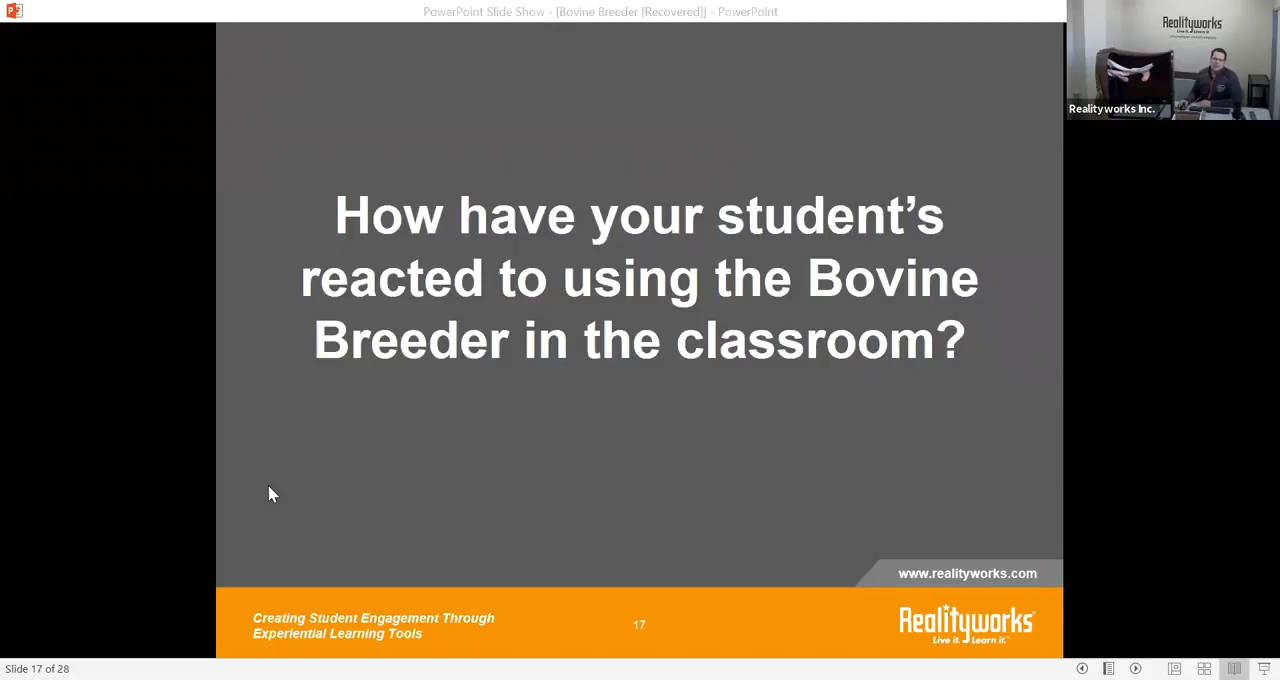 PowerPoint Slide Show - [Bovine Breeder [Recovered]] - PowerPoint
Realityworks
Live it. Learn it.
Realityworks Inc.
How have your student's
reacted to using the Bovine
Breeder in the classroom?
www.realityworks.com
Creating Student Engagement Through
Experiential Learning Tools
17
Realityworks
Live it. Learn it.
Slide 17 of 28